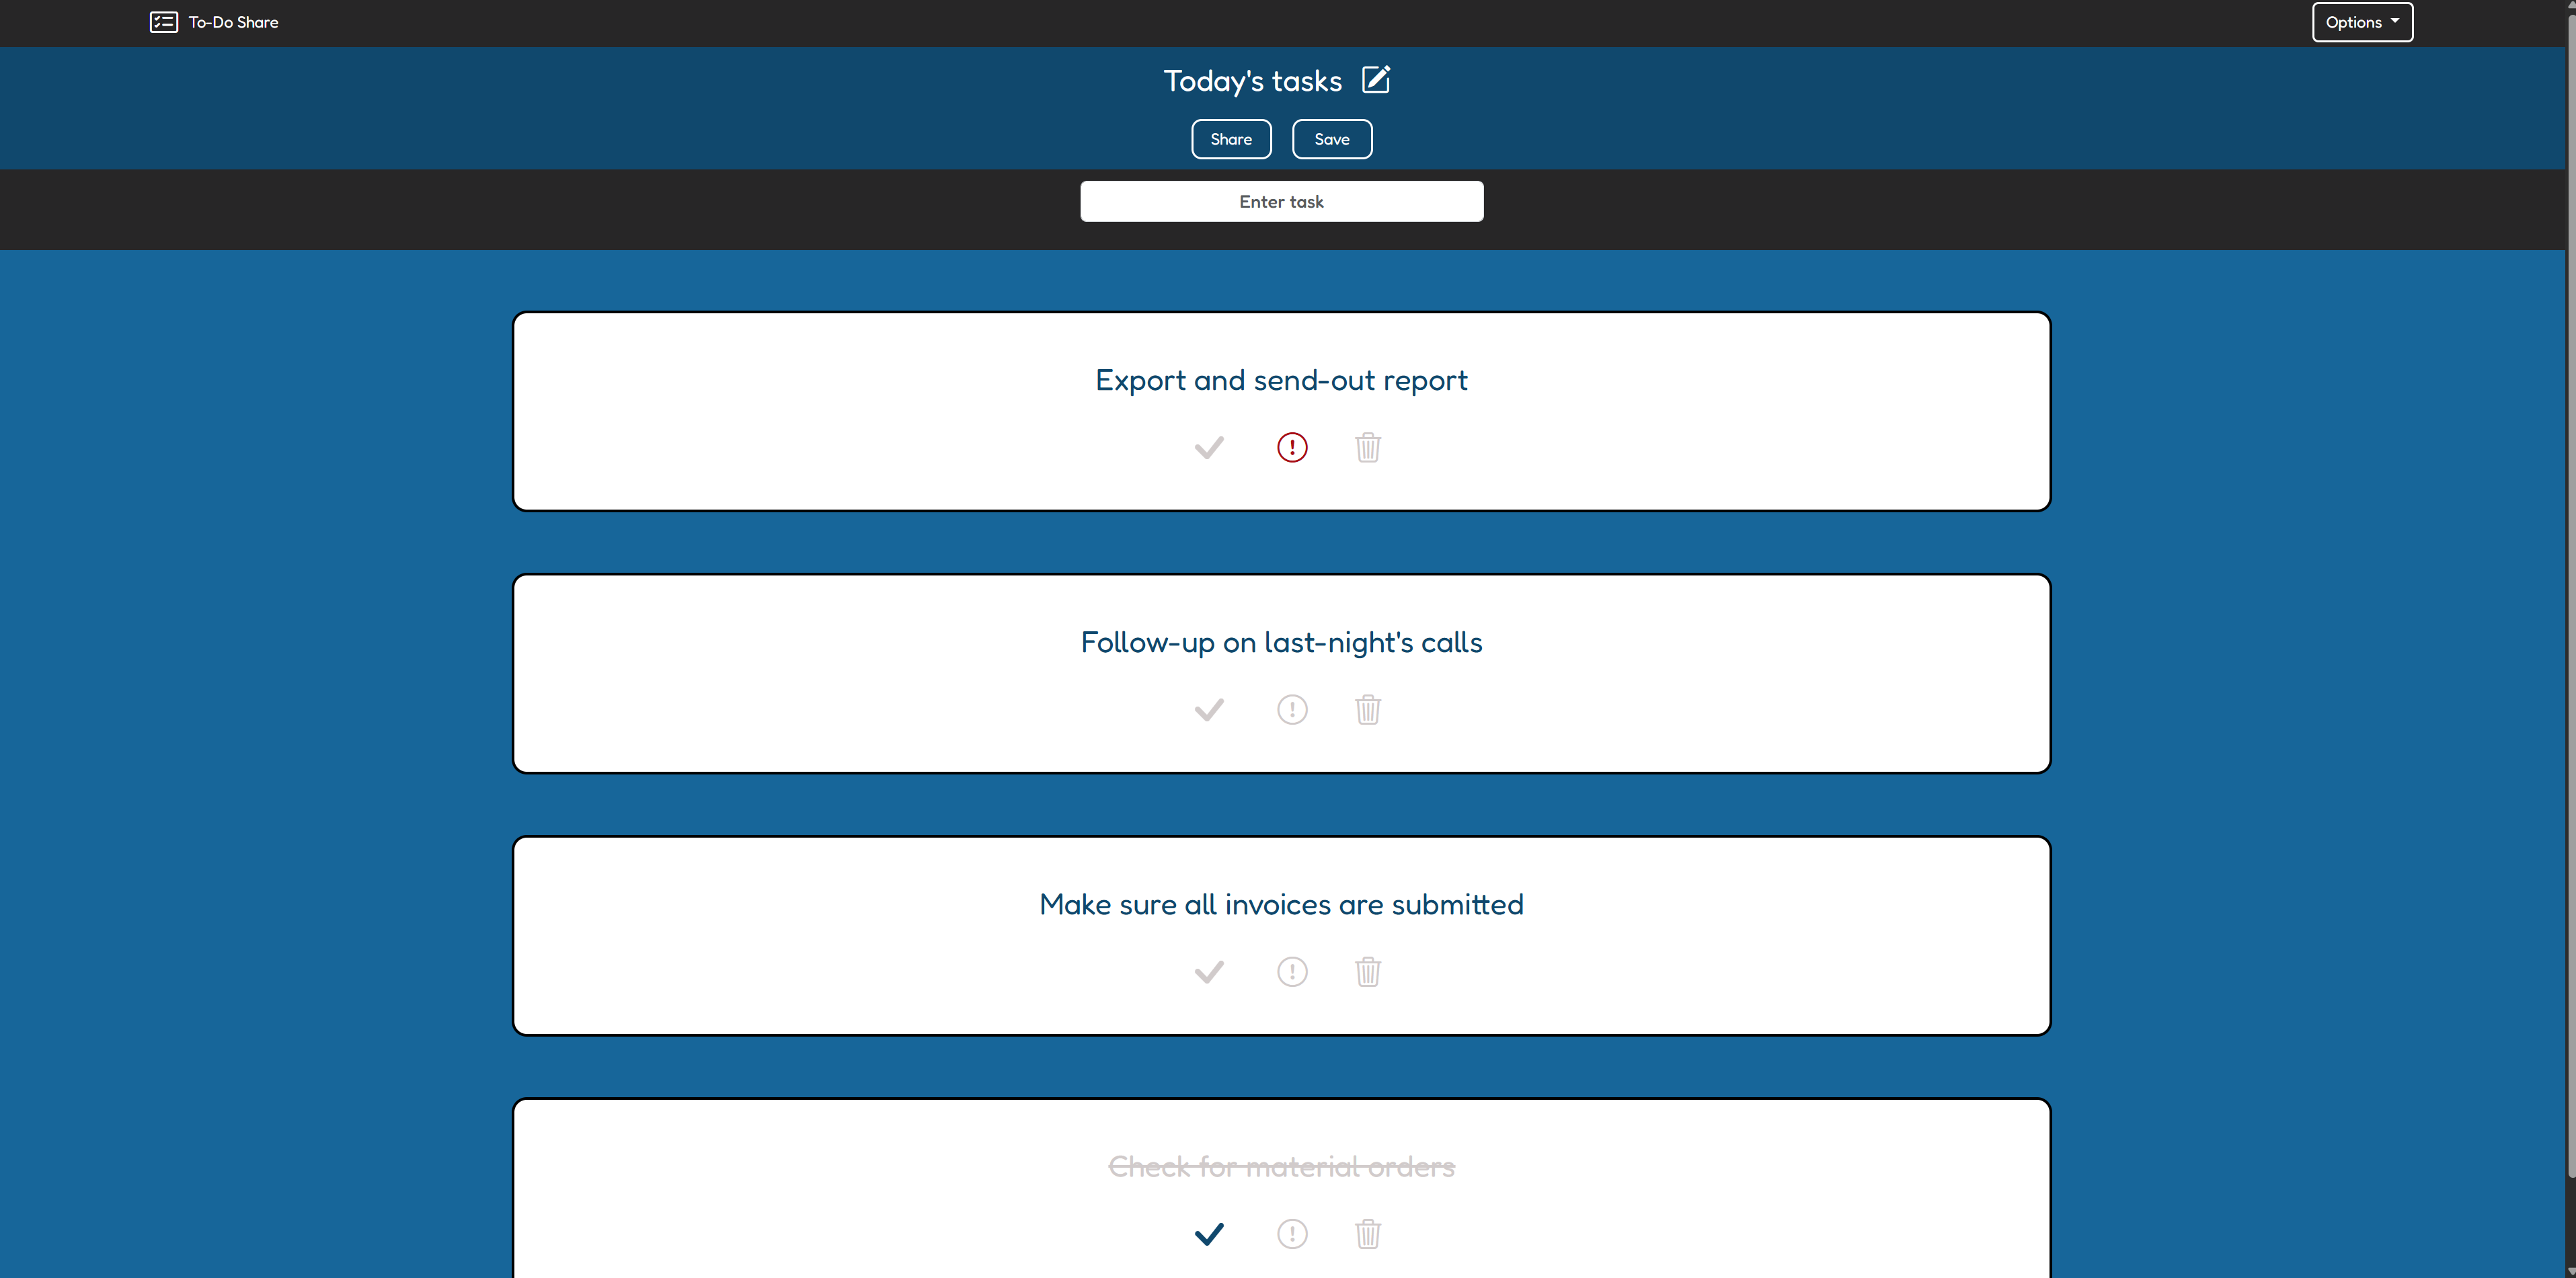 To-Do Share
Options
Today's tasks
Share
Save
Enter task
Export and send-out report
Follow-up on last-night's calls
Make sure all invoices are submitted
Check for material orders